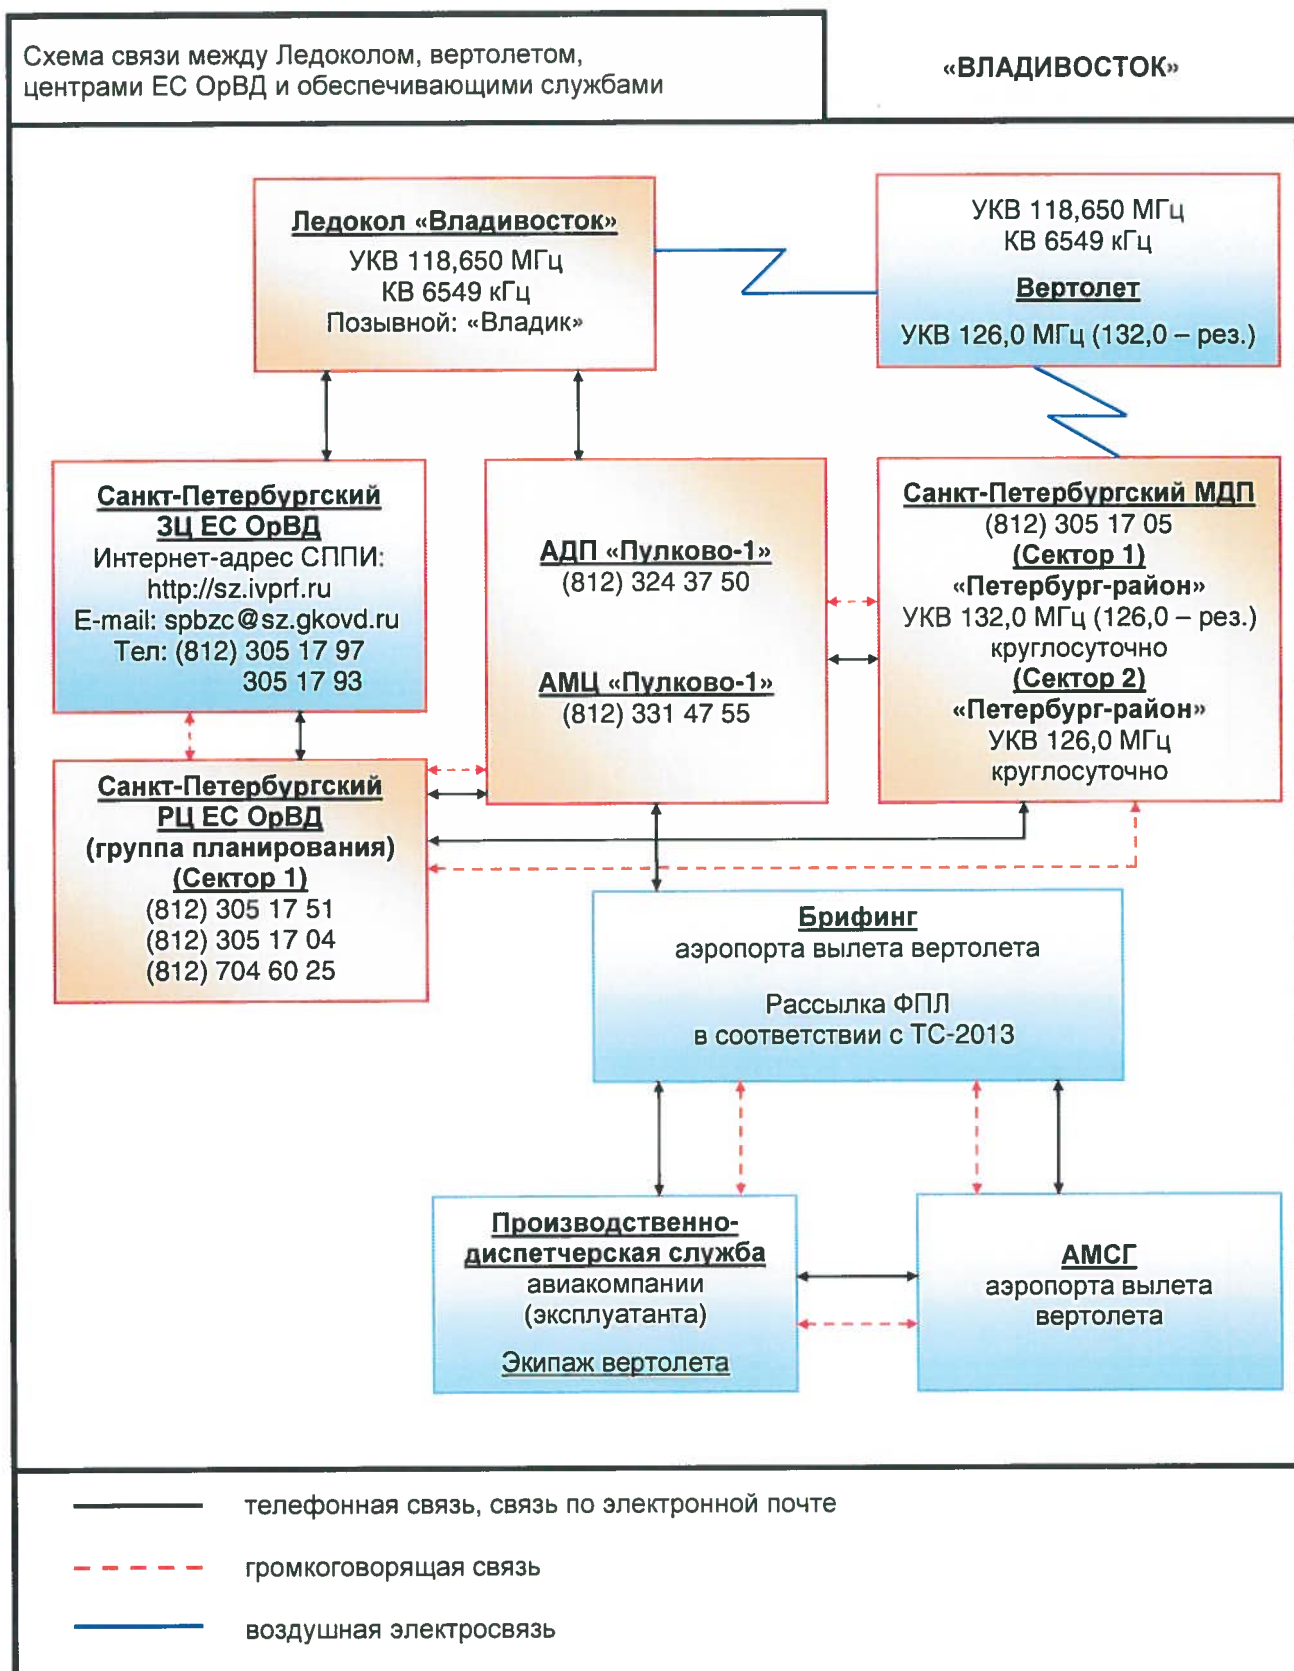 Схема связи между Ледоколом, вертолетом,
центрами ЕС ОрВД и обеспечивающими службами
«ВЛАДИВОСТОК»
Ледокол «Владивосток»
УКВ 118,650 МГц
КВ 6549 кГц
Позывной: «Владик»
УКВ 118,650 МГц
КВ 6549 кГц
Вертолет
УКВ 126,0 МГц (132,0 – рез.)
Санкт-Петербургский
ЗЦ ЕС ОрВД
Интернет-адрес СППИ:
http://sz.ivprf.ru
E-mail: spbzc@sz.gkovd.ru
Тел: (812) 305 17 97
305 17 93
АДП «Пулково-1»
(812) 324 37 50
АМЦ «Пулково-1»
(812) 331 47 55
Санкт-Петербургский МДП
(812) 305 17 05
(Сектор 1)
«Петербург-район»
УКВ 132,0 МГц (126,0 – рез.)
круглосуточно
(Сектор 2)
«Петербург-район»
УКВ 126,0 МГц
круглосуточно
Санкт-Петербургский
РЦ ЕС ОрВД
(группа планирования)
(Сектор 1)
(812) 305 17 51
(812) 305 17 04
(812) 704 60 25
Брифинг
аэропорта вылета вертолета
Рассылка ФПЛ
в соответствии с ТС-2013
Производственно-
диспетчерская служба
авиакомпании
(эксплуатанта)
Экипаж вертолета
АМСГ
аэропорта вылета
вертолета
телефонная связь, связь по электронной почте
громкоговорящая связь
воздушная электросвязь